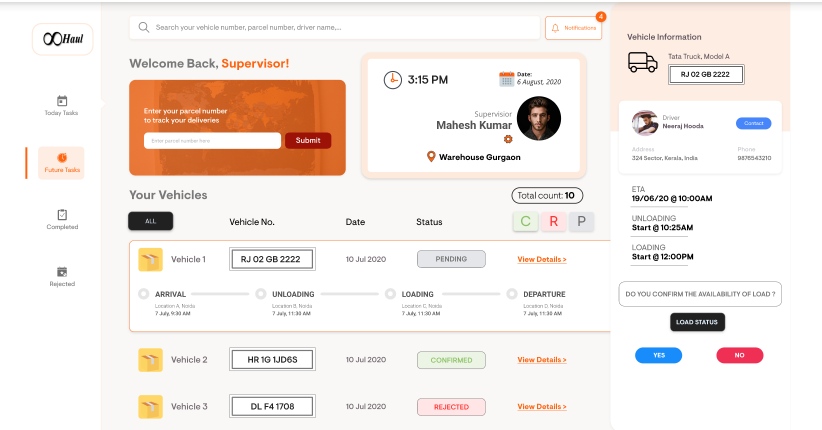 Haul
Today Tasks
Future Tasks
Completed
Rejected
Search your vehicle number, parcel number, driver name,...
Notifications
4
Welcome Back, Supervisor!
Enter your parcel number
to track your deliveries
Enter parcel number here
Submit
3:15 PM
Date:
6 August, 2020
Supervisior
Mahesh Kumar
Warehouse Gurgaon
Your Vehicles
Total count: 10
ALL
Vehicle No.
Date
Status
C R P
Vehicle 1
RJ 02 GB 2222
10 Jul 2020
PENDING
View Details >
ARRIVAL
Location A, Noida
7 July, 9:30 AM
UNLOADING
Location B, Noida
7 July, 11:30 AM
LOADING
Location C, Noida
7 July, 11:30 AM
DEPARTURE
Location D, Noida
7 July, 11:30 AM
Vehicle 2
HR 1G 1JD6S
10 Jul 2020
CONFIRMED
View Details >
Vehicle 3
DL F4 1708
10 Jul 2020
REJECTED
View Details >
Vehicle Information
Tata Truck, Model A
RJ 02 GB 2222
Driver
Neeraj Hooda
Contact
Address
324 Sector, Kerala, India
Phone
9876543210
ETA
19/06/20 @ 10:00AM
UNLOADING
Start @ 10:25AM
LOADING
Start @ 12:00PM
DO YOU CONFIRM THE AVAILABILITY OF LOAD ?
LOAD STATUS
YES
NO